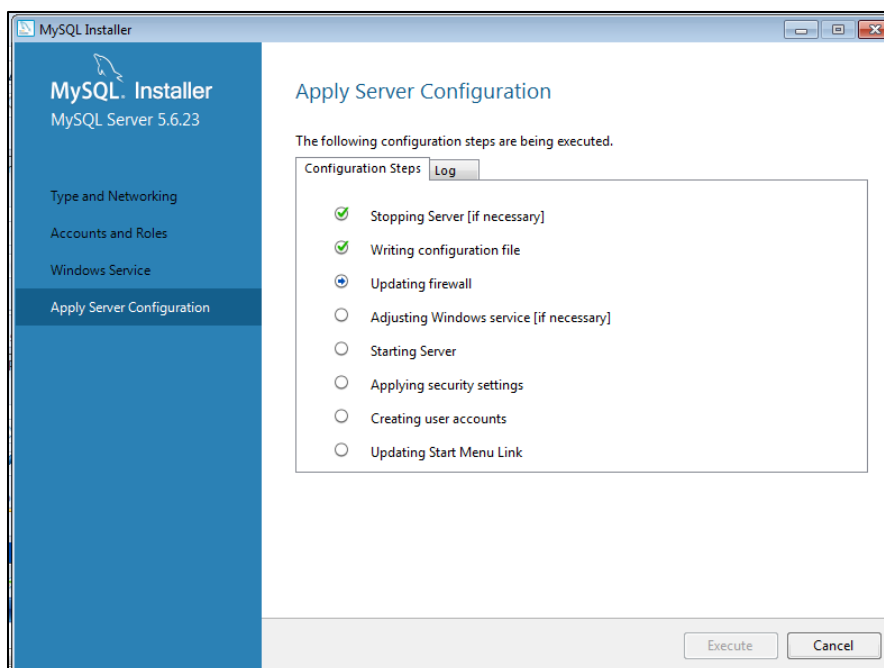 MySQL Installer
MySQL. Installer
MySQL Server 5.6.23
Type and Networking
Accounts and Roles
Windows Service
Apply Server Configuration
Apply Server Configuration
The following configuration steps are being executed.
Configuration Steps Log
Stopping Server [if necessary]
Writing configuration file
Updating firewall
Adjusting Windows service [if necessary]
Starting Server
Applying security settings
Creating user accounts
Updating Start Menu Link
Execute Cancel